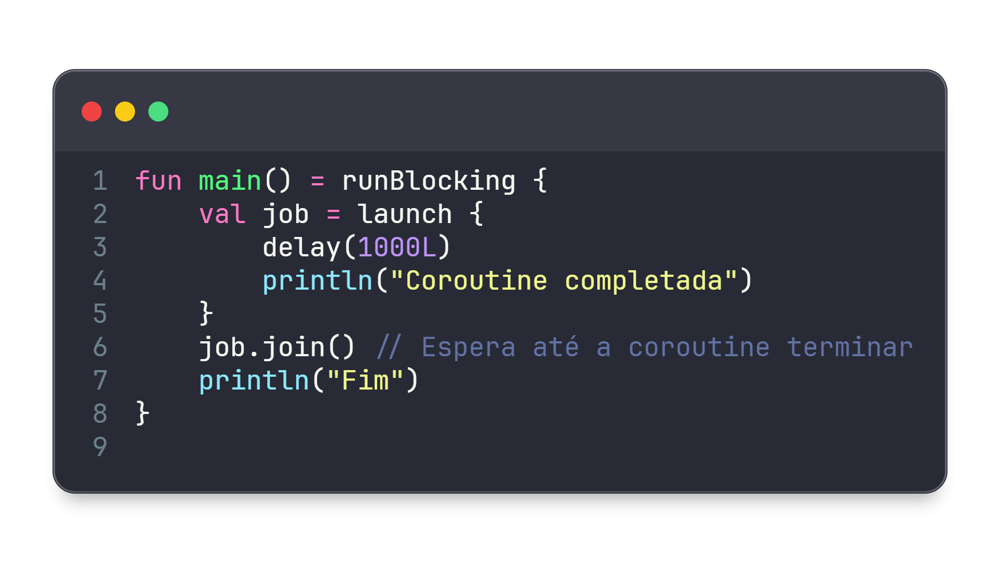 1 fun main() = runBlocking {
2     val job = launch {
3         delay(1000L)
4         println("Coroutine completada")
5     }
6     job.join() // Espera até a coroutine terminar
7     println("Fim")
8 }
9